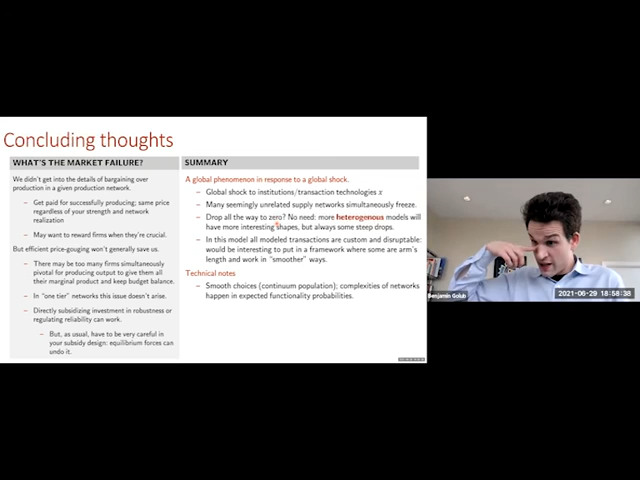 Concluding thoughts
WHAT'S THE MARKET FAILURE?
We didn't get into the details of bargaining over
production in a given production network.
– Get paid for successfully producing; same price
regardless of your strength and network
realization
– May want to reward firms when they're crucial.
But efficient price-gouging won't generally save us.
– There may be too many firms simultaneously
pivotal for producing output to give them all
their marginal product and keep budget balance.
– In "one tier" networks this issue doesn't arise.
– Directly subsidizing investment in robustness or
regulating reliability can work.
– But, as usual, have to be very careful in
your subsidy design: equilibrium forces can
undo it.
SUMMARY
A global phenomenon in response to a global shock.
– Global shock to institutions/transaction technologies x
– Many seemingly unrelated supply networks simultaneously freeze.
– Drop all the way to zero? No need: more heterogenous models will
have more interesting shapes, but always some steep drops.
– In this model all modeled transactions are custom and disruptable:
would be interesting to put in a framework where some are arm's
length and work in "smoother" ways.
Technical notes
– Smooth choices (continuum population); complexities of networks
happen in expected functionality probabilities.
Benjamin Golub
2021-06-29 18:58:38